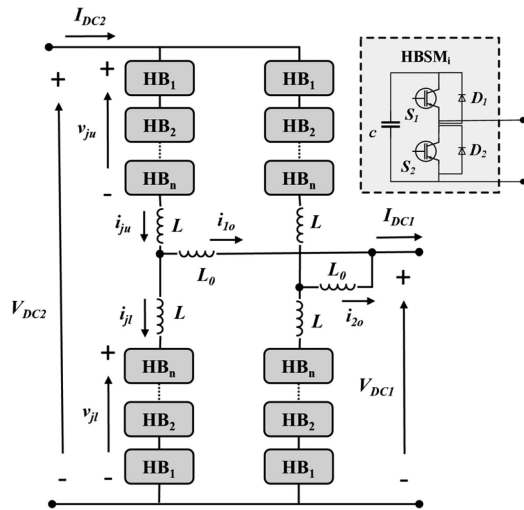 I_DC2
HBSM_i
+ + HB_1 HB_1
S_1 D_1
v_ju HB_2 HB_2 c
S_2 D_2
- HB_n HB_n
i_ju L i_1o L I_DC1
L_0 L_0 +
V_DC2 i_jl L L i_2o
+ HB_n HB_n V_DC1
v_jl HB_2 HB_2
- - HB_1 HB_1 -